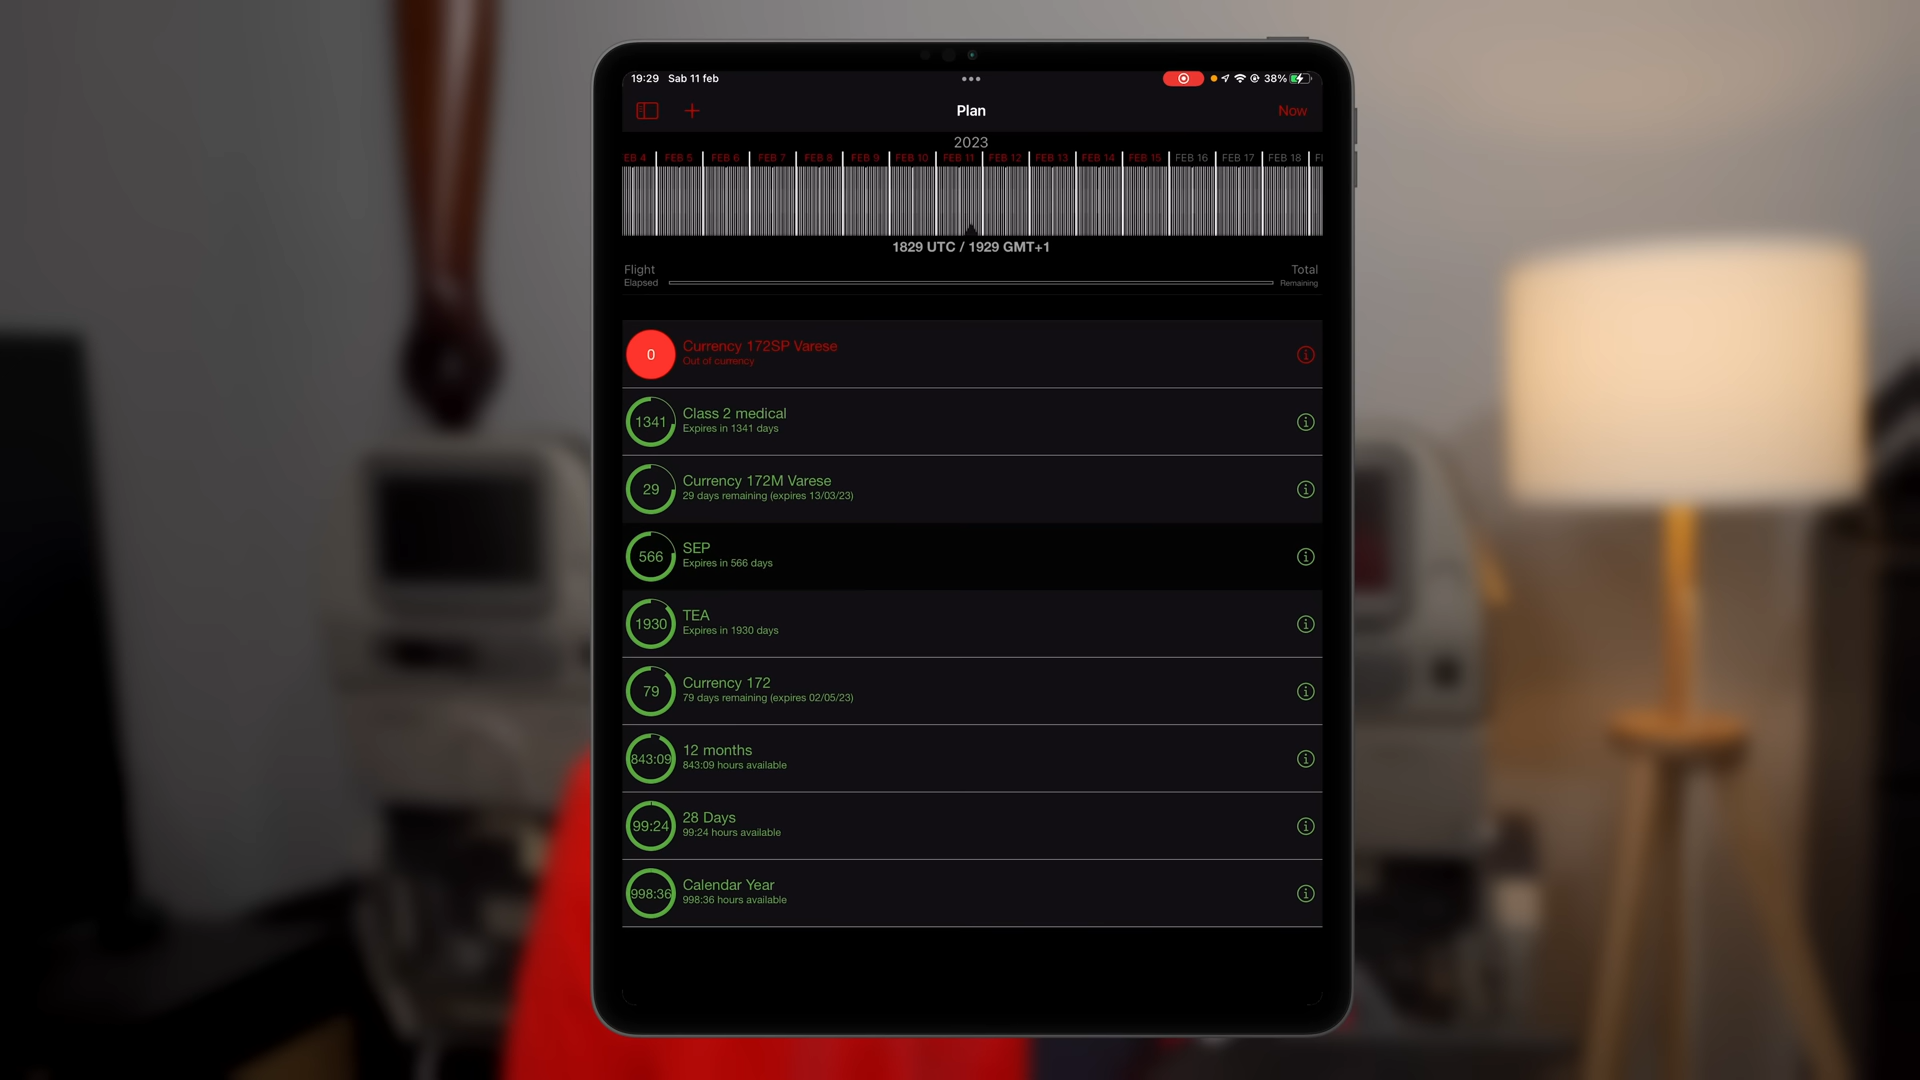 19:29 Sab 11 feb
38%
Plan
Now
2023
EB 4 FEB 5 FEB 6 FEB 7 FEB 8 FEB 9 FEB 10 FEB 11 FEB 12 FEB 13 FEB 14 FEB 15 FEB 16 FEB 17 FEB 18 F
1829 UTC / 1929 GMT+1
Flight
Elapsed
Total
Remaining
0
Currency 172SP Varese
Out of currency
1341
Class 2 medical
Expires in 1341 days
29
Currency 172M Varese
29 days remaining (expires 13/03/23)
566
SEP
Expires in 566 days
1930
TEA
Expires in 1930 days
79
Currency 172
79 days remaining (expires 02/05/23)
843:09
12 months
843:09 hours available
99:24
28 Days
99:24 hours available
998:36
Calendar Year
998:36 hours available